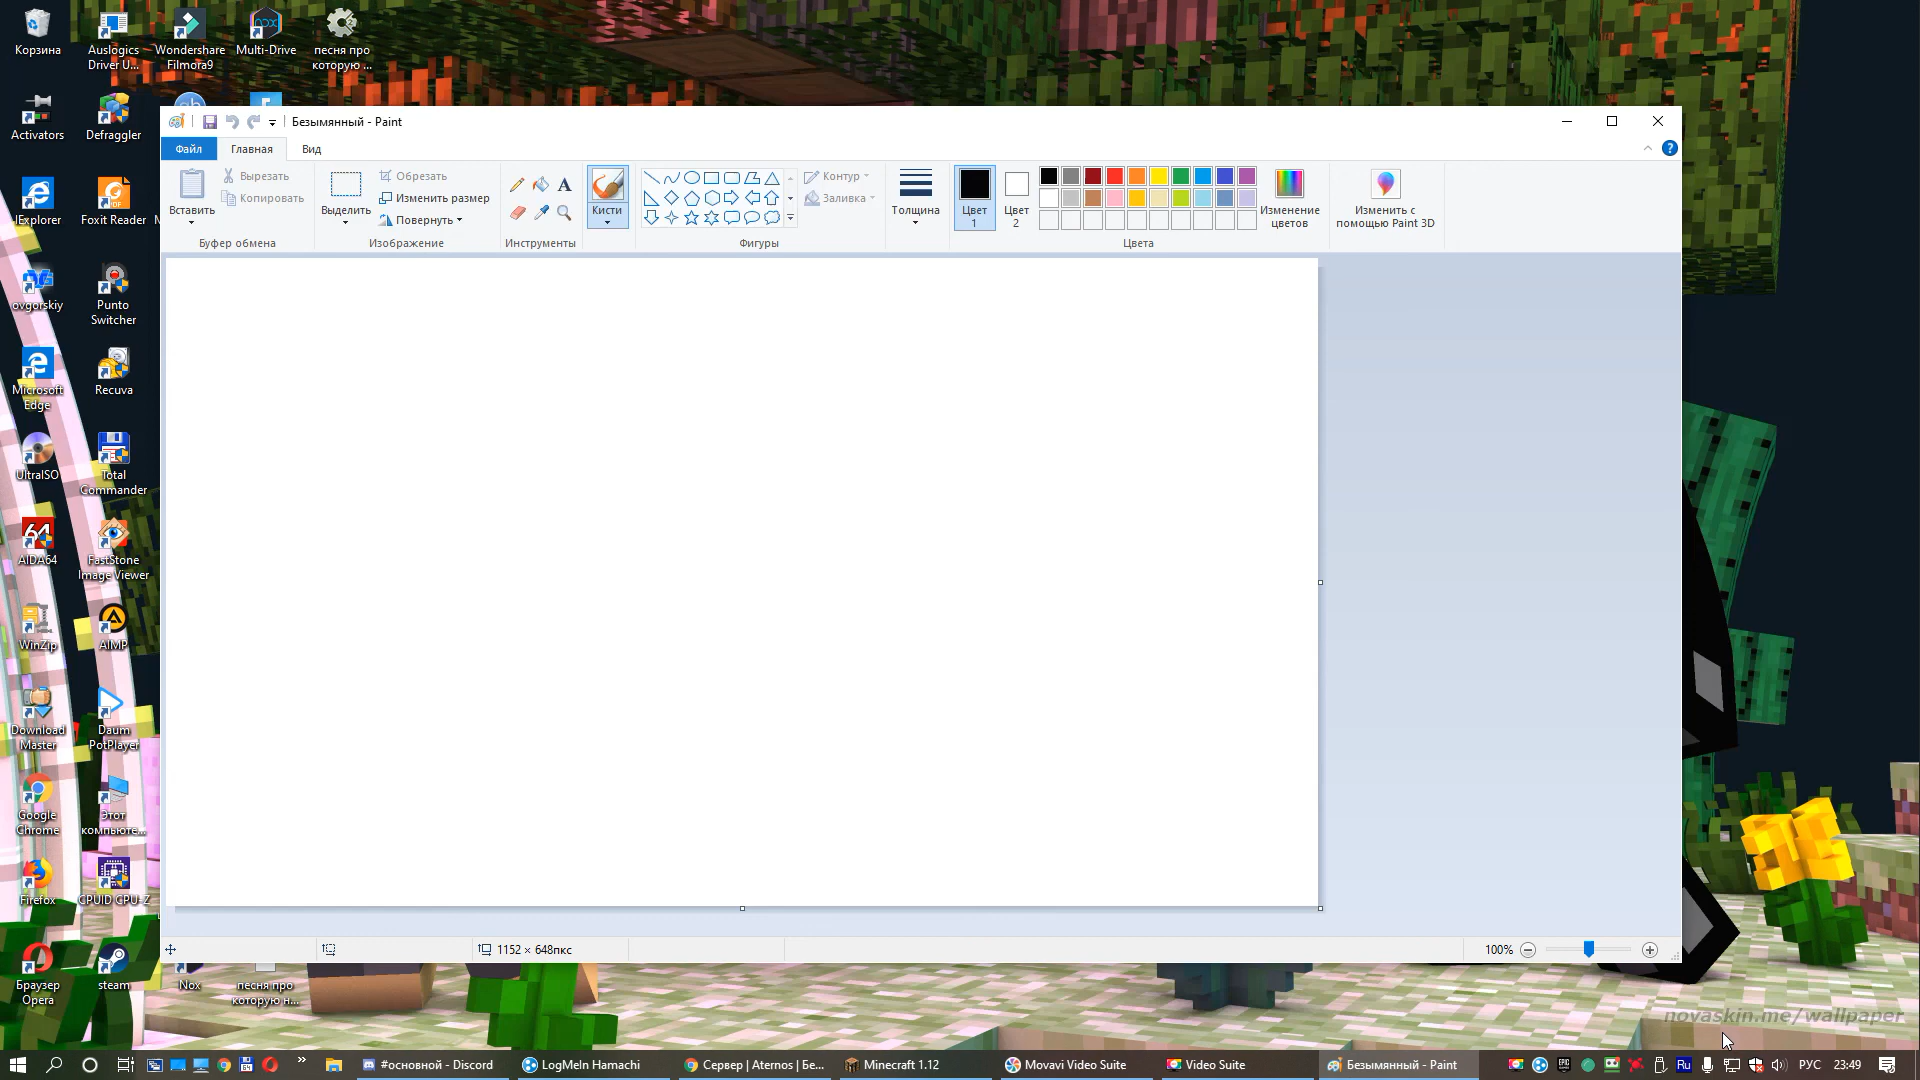 Корзина
Auslogics
Driver U...
Wondershare
Filmora9
Multi-Drive
песня про
которую ...
Activators
Defraggler
IExplorer
Foxit Reader
ovgorskiy
Punto
Switcher
Microsoft
Edge
Recuva
UltraISO
Total
Commander
AIDA64
FastStone
Image Viewer
WinZip
AIMP
Download
Master
Daum
PotPlayer
Google
Chrome
Этот
компьюте...
Firefox
CPUID CPU-Z
Браузер
Opera
steam
Nox
песня про
которую н...
Безымянный - Paint
Файл
Главная
Вид
Вставить
Вырезать
Копировать
Буфер обмена
Выделить
Обрезать
Изменить размер
Повернуть
Изображение
Инструменты
Кисти
Контур
Заливка
Фигуры
Толщина
Цвет
1
Цвет
2
Изменение
цветов
Цвета
Изменить с
помощью Paint 3D
1152 × 648пкс
100%
novaskin.me/wallpaper
#основной - Discord
LogMeIn Hamachi
Сервер | Aternos | Бе...
Minecraft 1.12
Movavi Video Suite
Video Suite
Безымянный - Paint
Ru
РУС
23:49